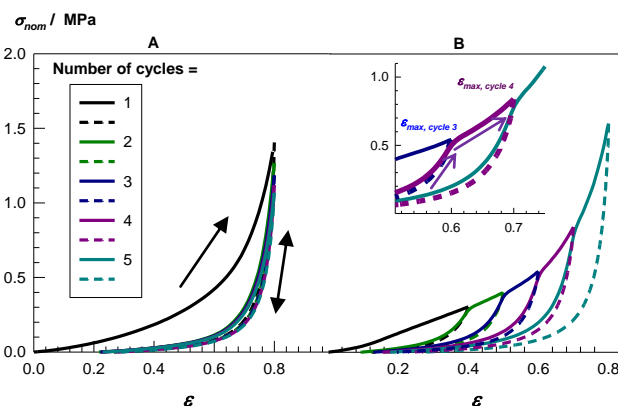 σnom / MPa
A B
Number of cycles =
1
2
3
4
5
2.0
1.5
1.0
0.5
0.0
0.0 0.2 0.4 0.6 0.8
ε
1.0
0.5
0.6 0.7
εmax, cycle 4
εmax, cycle 3
0.2 0.4 0.6 0.8
ε